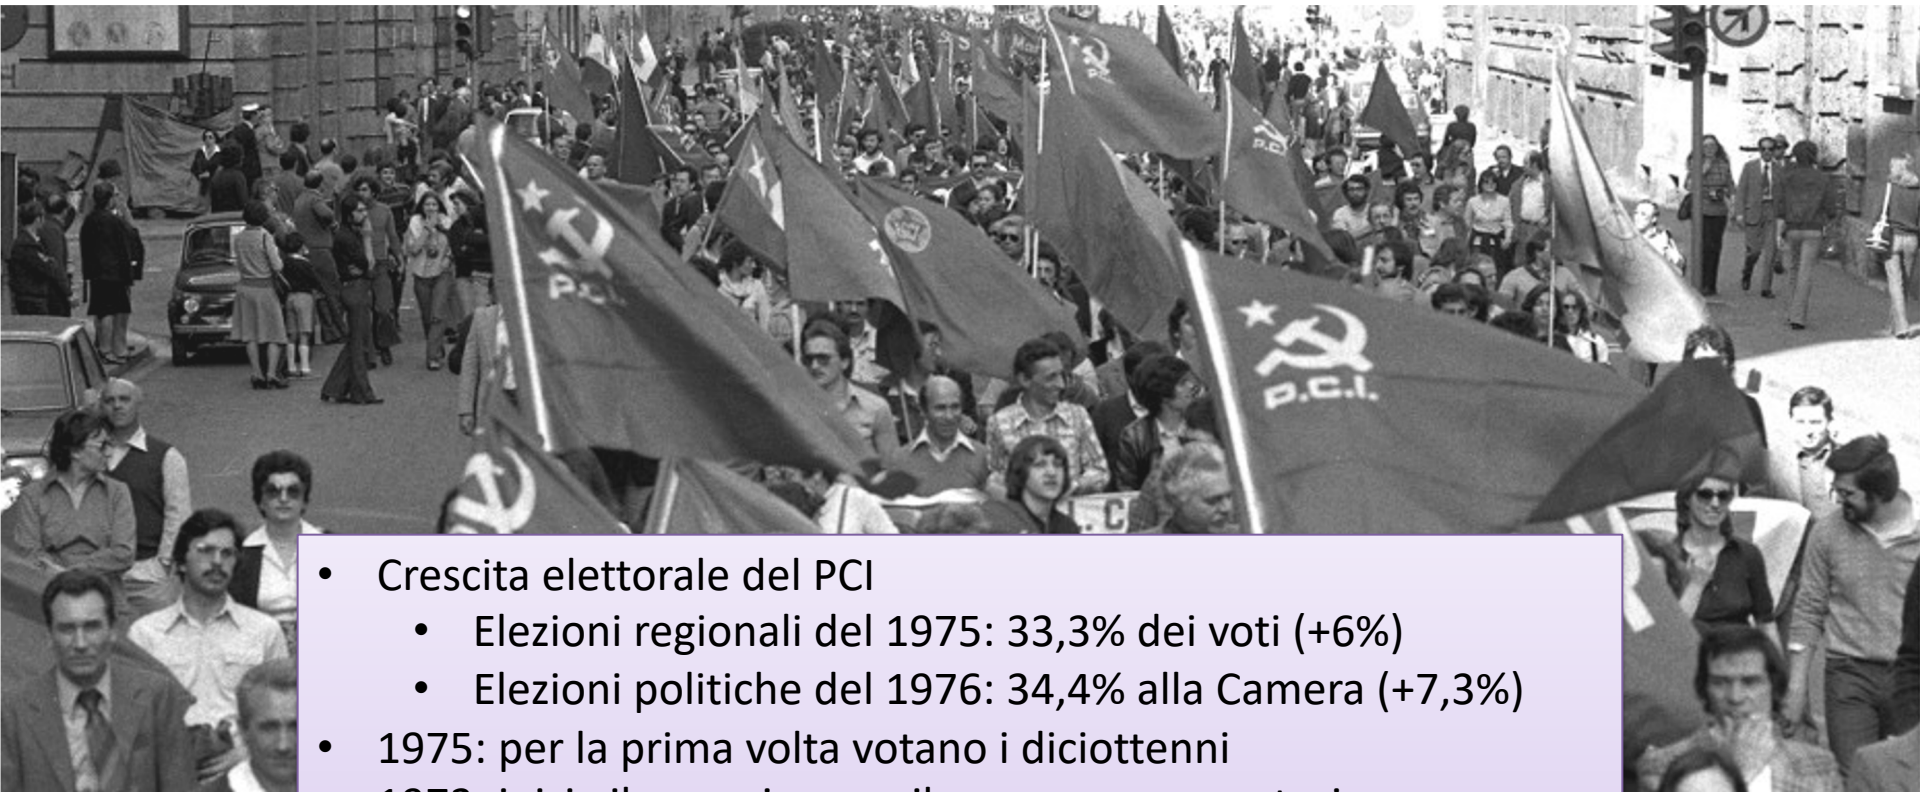 P.C.I.
P.C.I.
• Crescita elettorale del PCI
• Elezioni regionali del 1975: 33,3% dei voti (+6%)
• Elezioni politiche del 1976: 34,4% alla Camera (+7,3%)
• 1975: per la prima volta votano i diciottenni